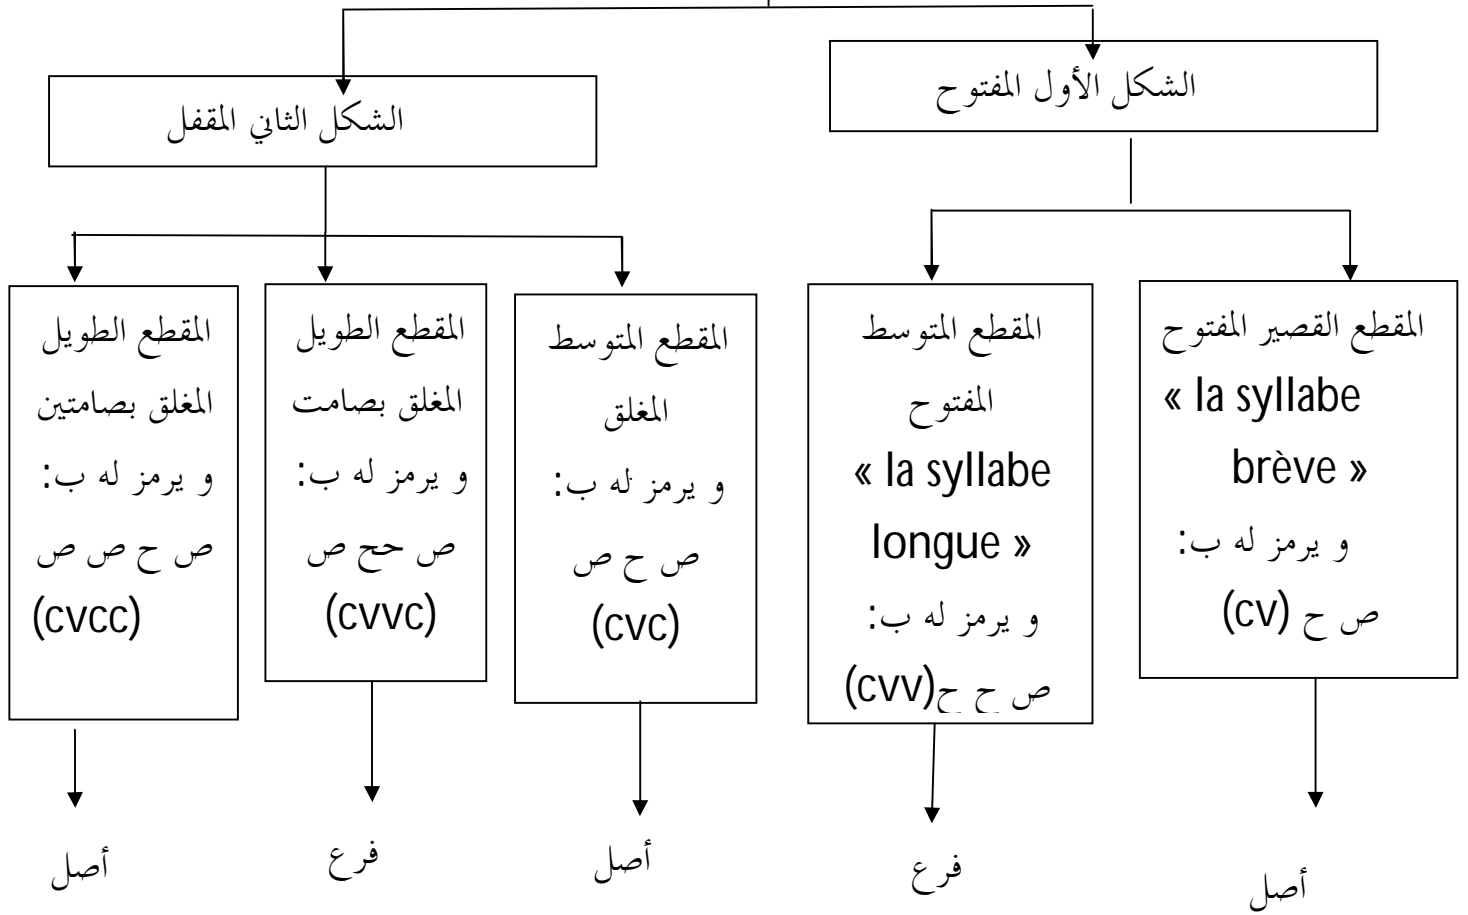 الشكل الأول المفتوح
الشكل الثاني المقفل
المقطع القصير المفتوح
« la syllabe
brève »
و يرمز له ب:
ص ح (cv)
المقطع المتوسط
المفتوح
« la syllabe
longue »
و يرمز له ب:
ص ح ح(cvv)
المقطع المتوسط
المغلق
و يرمز له ب:
ص ح ص
(cvc)
المقطع الطويل
المغلق بصامت
و يرمز له ب:
ص حح ص
(cvvc)
المقطع الطويل
المغلق بصامتين
و يرمز له ب:
ص ح ص ص
(cvcc)
أصل
فرع
أصل
فرع
أصل